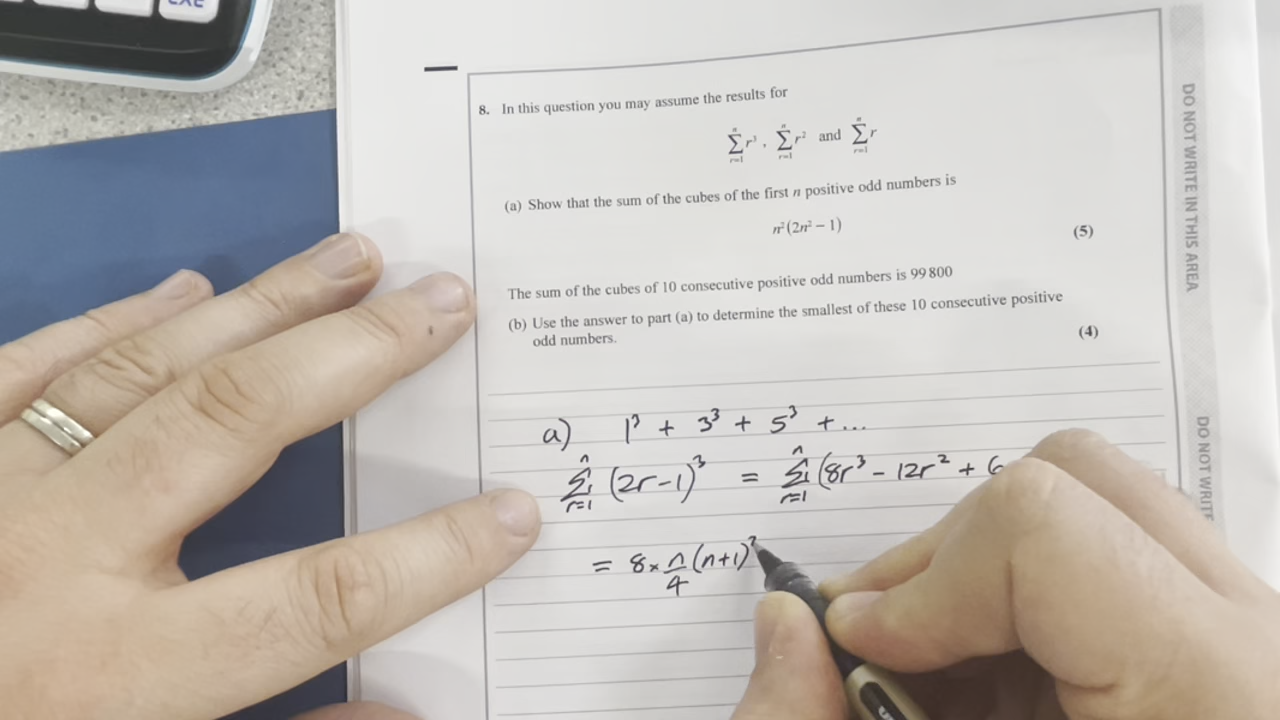 EXE
8. In this question you may assume the results for
∑_{r=1}^{n} r³ , ∑_{r=1}^{n} r² and ∑_{r=1}^{n} r
(a) Show that the sum of the cubes of the first n positive odd numbers is
n²(2n² − 1)
(5)
The sum of the cubes of 10 consecutive positive odd numbers is 99 800
(b) Use the answer to part (a) to determine the smallest of these 10 consecutive positive
odd numbers.
(4)
a) 1³ + 3³ + 5³ + ...
∑_{r=1}^{n} (2r−1)³ = ∑_{r=1}^{n} (8r³ − 12r² + 6
= 8 × n/4 (n+1)²
DO NOT WRITE IN THIS AREA
DO NOT WRITE